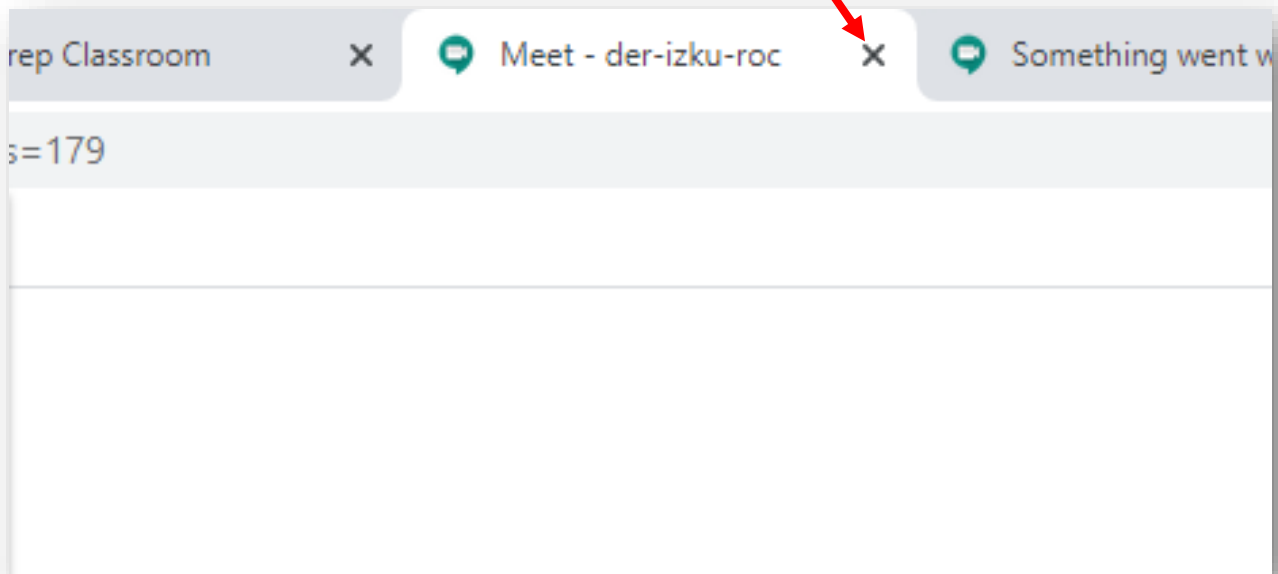 rep Classroom
Meet - der-izku-roc
Something went w
s=179